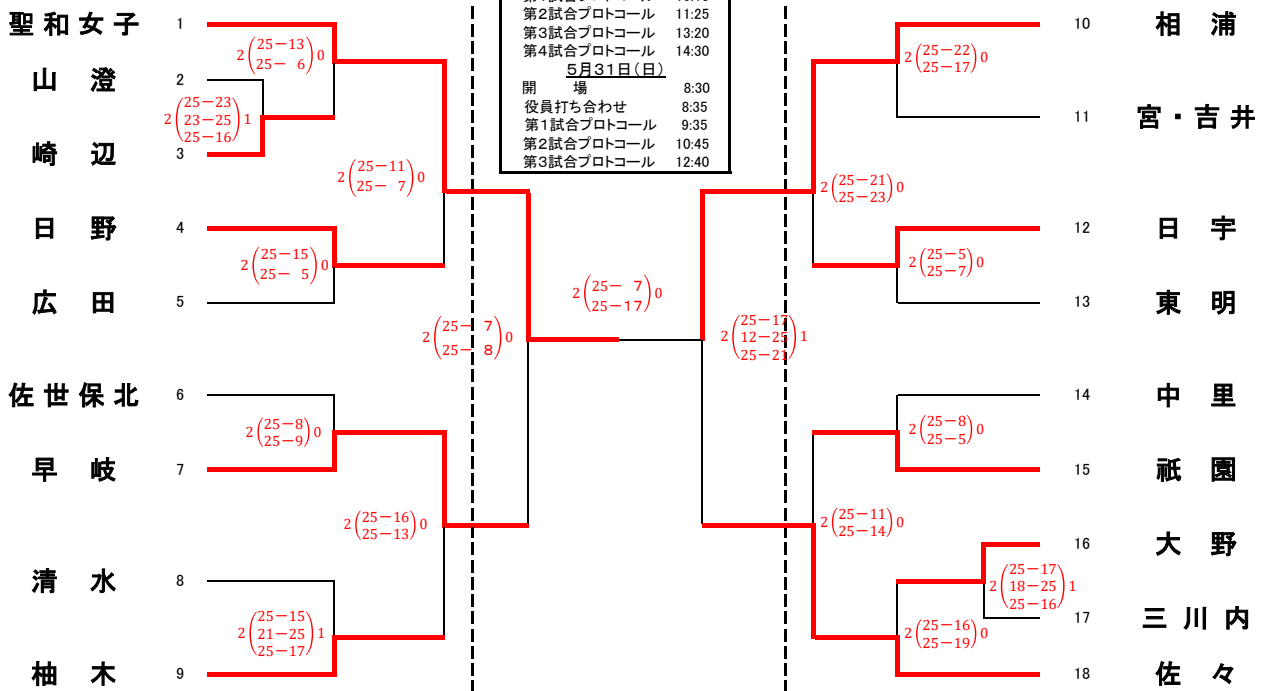 聖和女子 1
2(25－13 25－ 6)0
山 澄 2
2(25－23 23－25 25－16)1
崎 辺 3
2(25－11 25－ 7)0
日 野 4
2(25－15 25－ 5)0
広 田 5
2(25－ 7 25－ 8)0
佐世保北 6
2(25－8 25－9)0
早 岐 7
2(25－16 25－13)0
清 水 8
2(25－15 21－25 25－17)1
柚 木 9
第2試合プロトコール 11:25
第3試合プロトコール 13:20
第4試合プロトコール 14:30
5月31日(日)
開 場 8:30
役員打ち合わせ 8:35
第1試合プロトコール 9:35
第2試合プロトコール 10:45
第3試合プロトコール 12:40
2(25－ 7 25－17)0
10 相 浦
2(25－22 25－17)0
11 宮・吉井
2(25－21 25－23)0
12 日 宇
2(25－5 25－7)0
13 東 明
2(25－17 12－25 25－21)1
14 中 里
2(25－8 25－5)0
15 祇 園
2(25－11 25－14)0
16 大 野
2(25－17 18－25 25－16)1
17 三川内
2(25－16 25－19)0
18 佐 々